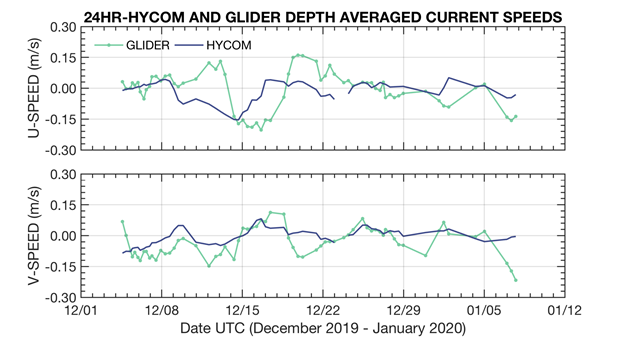 24HR-HYCOM AND GLIDER DEPTH AVERAGED CURRENT SPEEDS
GLIDER HYCOM
U-SPEED (m/s)
0.30
0.15
0.00
-0.15
-0.30
V-SPEED (m/s)
0.30
0.15
0.00
-0.15
-0.30
12/01 12/08 12/15 12/22 12/29 01/05 01/12
Date UTC (December 2019 - January 2020)